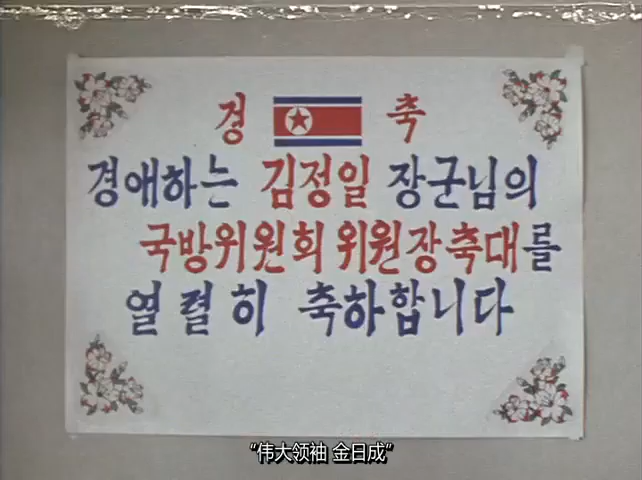 경 축
경애하는 김정일 장군님의
국방위원회 위원장축대를
열렬히 축하합니다
“伟大领袖 金日成”